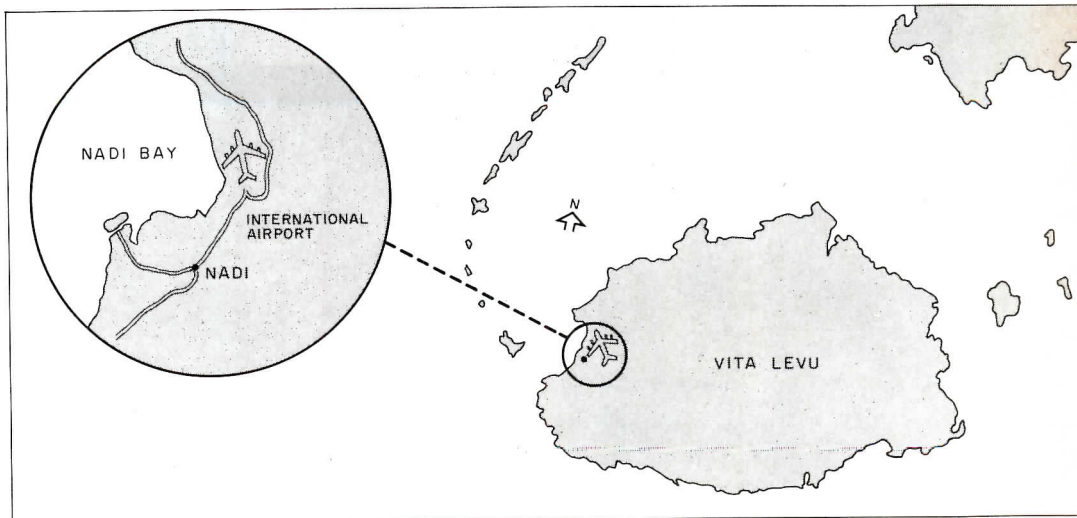 NADI BAY
INTERNATIONAL
AIRPORT
NADI
N
VITA LEVU